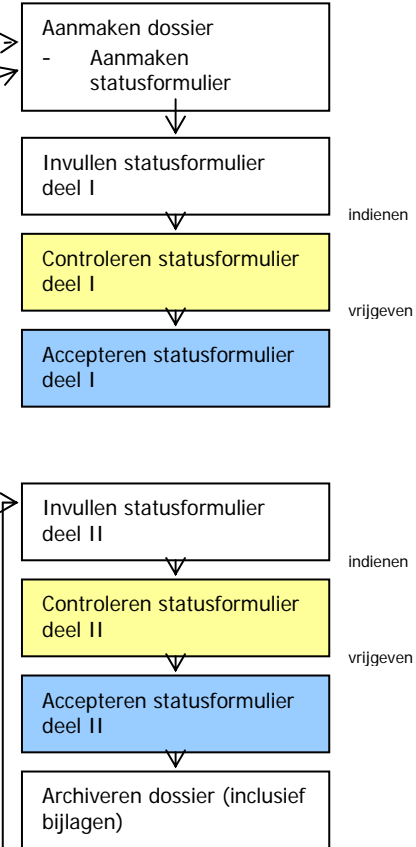 Aanmaken dossier
- Aanmaken
statusformulier
Invullen statusformulier
deel I
indienen
Controleren statusformulier
deel I
vrijgeven
Accepteren statusformulier
deel I
Invullen statusformulier
deel II
indienen
Controleren statusformulier
deel II
vrijgeven
Accepteren statusformulier
deel II
Archiveren dossier (inclusief
bijlagen)